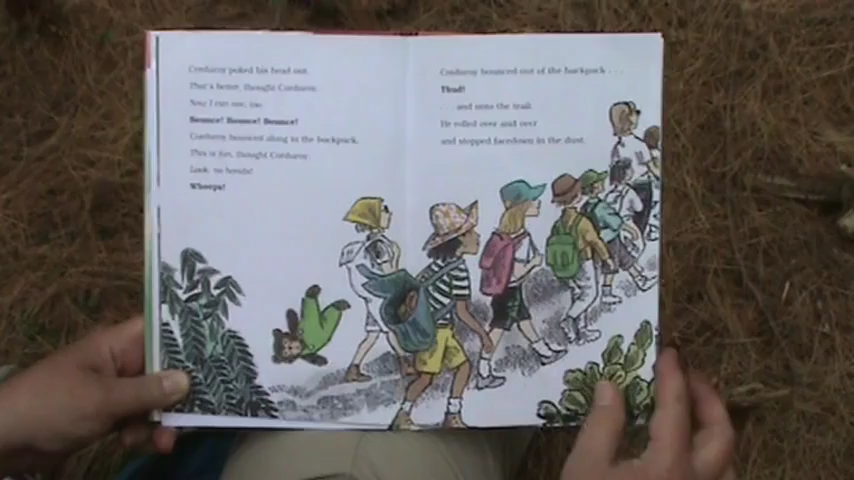 Corduroy poked his head out.
That's better, thought Corduroy.
Now I can see, too.
Bounce! Bounce! Bounce!
Corduroy bounced along in the backpack.
This is fun, thought Corduroy.
Look, no hands!
Whoops!
Corduroy bounced out of the backpack . . .
Thud!
. . . and onto the trail.
He rolled over and over
and stopped facedown in the dust.